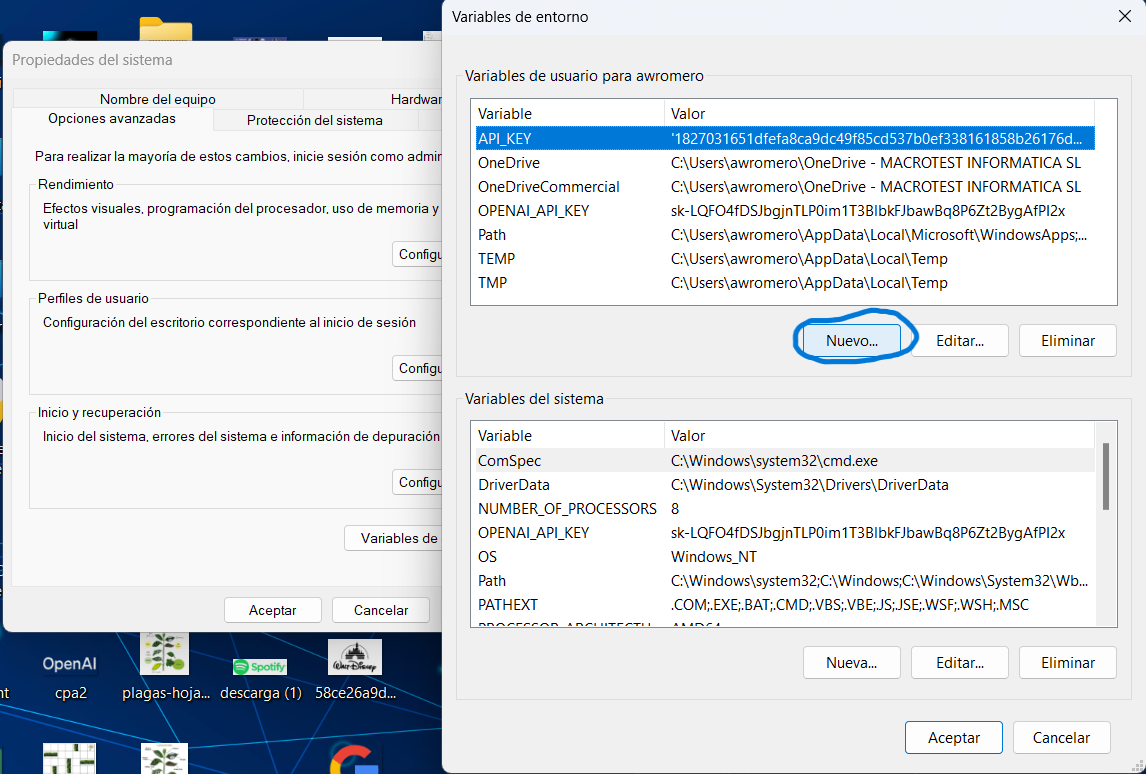 Variables de entorno
Propiedades del sistema
Nombre del equipo
Hardwar
Opciones avanzadas
Protección del sistema
Para realizar la mayoría de estos cambios, inicie sesión como admir
Rendimiento
Efectos visuales, programación del procesador, uso de memoria y
virtual
Configu
Perfiles de usuario
Configuración del escritorio correspondiente al inicio de sesión
Configu
Inicio y recuperación
Inicio del sistema, errores del sistema e información de depuración
Configu
Variables de
Aceptar Cancelar
Variables de usuario para awromero
Variable Valor
API_KEY '1827031651dfefa8ca9dc49f85cd537b0ef338161858b26176d...
OneDrive C:\Users\awromero\OneDrive - MACROTEST INFORMATICA SL
OneDriveCommercial C:\Users\awromero\OneDrive - MACROTEST INFORMATICA SL
OPENAI_API_KEY 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
Path C:\Users\awromero\AppData\Local\Microsoft\WindowsApps;...
TEMP C:\Users\awromero\AppData\Local\Temp
TMP C:\Users\awromero\AppData\Local\Temp
Nuevo... Editar... Eliminar
Variables del sistema
Variable Valor
ComSpec C:\Windows\system32\cmd.exe
DriverData C:\Windows\System32\Drivers\DriverData
NUMBER_OF_PROCESSORS 8
OPENAI_API_KEY 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
OS Windows_NT
Path C:\Windows\system32;C:\Windows;C:\Windows\System32\Wb...
PATHEXT .COM;.EXE;.BAT;.CMD;.VBS;.VBE;.JS;.JSE;.WSF;.WSH;.MSC
PROCESSOR_ARCHITECTU AMD64
Nueva... Editar... Eliminar
Aceptar Cancelar
OpenAI
Spotify
Walt Disney
nt cpa2 plagas-hoja... descarga (1) 58ce26a9d...